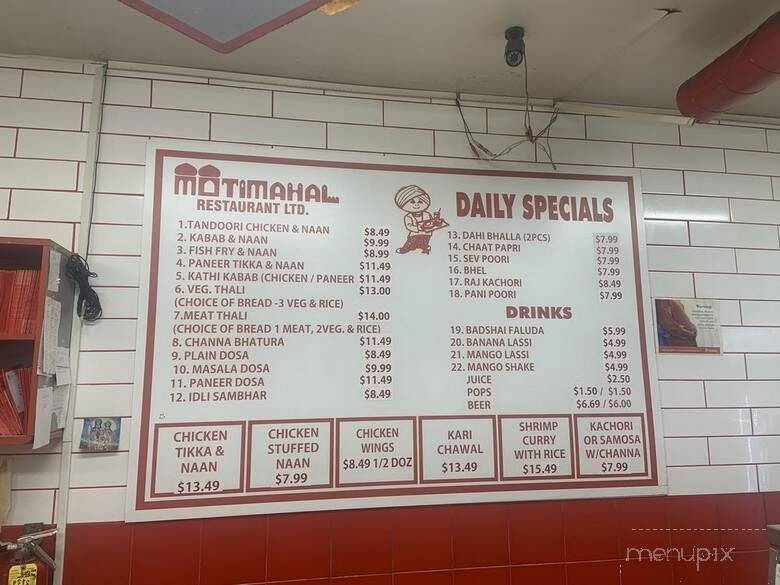 MOTIMAHAL
RESTAURANT LTD.
1.TANDOORI CHICKEN & NAAN $8.49
2. KABAB & NAAN $9.99
3. FISH FRY & NAAN $8.99
4. PANEER TIKKA & NAAN $11.49
5. KATHI KABAB (CHICKEN / PANEER $11.49
6. VEG. THALI $13.00
(CHOICE OF BREAD -3 VEG & RICE)
7.MEAT THALI $14.00
(CHOICE OF BREAD 1 MEAT, 2VEG. & RICE)
8. CHANNA BHATURA $11.49
9. PLAIN DOSA $8.49
10. MASALA DOSA $9.99
11. PANEER DOSA $11.49
12. IDLI SAMBHAR $8.49
DAILY SPECIALS
13. DAHI BHALLA (2PCS) $7.99
14. CHAAT PAPRI $7.99
15. SEV POORI $7.99
16. BHEL $7.99
17. RAJ KACHORI $8.49
18. PANI POORI $7.99
DRINKS
19. BADSHAI FALUDA $5.99
20. BANANA LASSI $4.99
21. MANGO LASSI $4.99
22. MANGO SHAKE $4.99
JUICE $2.50
POPS $1.50 / $1.50
BEER $6.69 / $6.00
CHICKEN
TIKKA &
NAAN
$13.49
CHICKEN
STUFFED
NAAN
$7.99
CHICKEN
WINGS
$8.49 1/2 DOZ
KARI
CHAWAL
$13.49
SHRIMP
CURRY
WITH RICE
$15.49
KACHORI
OR SAMOSA
W/CHANNA
$7.99
menupix